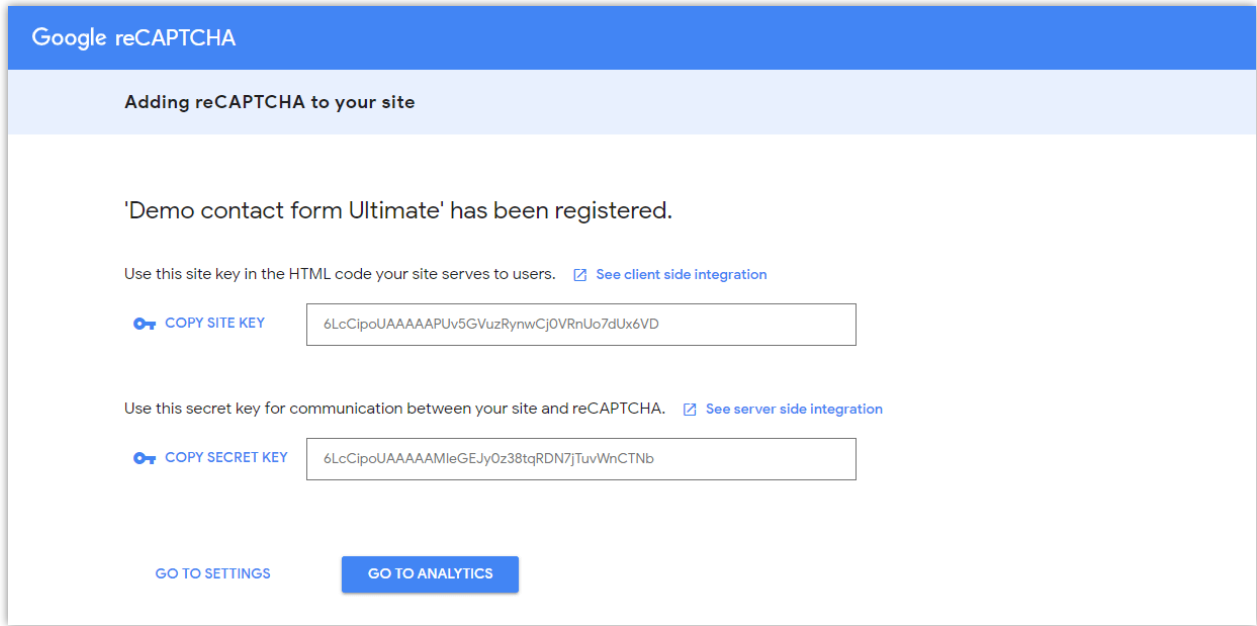 Google reCAPTCHA
Adding reCAPTCHA to your site
'Demo contact form Ultimate' has been registered.
Use this site key in the HTML code your site serves to users. See client side integration
COPY SITE KEY 6LcCipoUAAAAAPUv5GVuzRynwCj0VRnUo7dUx6VD
Use this secret key for communication between your site and reCAPTCHA. See server side integration
COPY SECRET KEY 6LcCipoUAAAAAMIeGEJy0z38tqRDN7jTuvWnCTNb
GO TO SETTINGS GO TO ANALYTICS